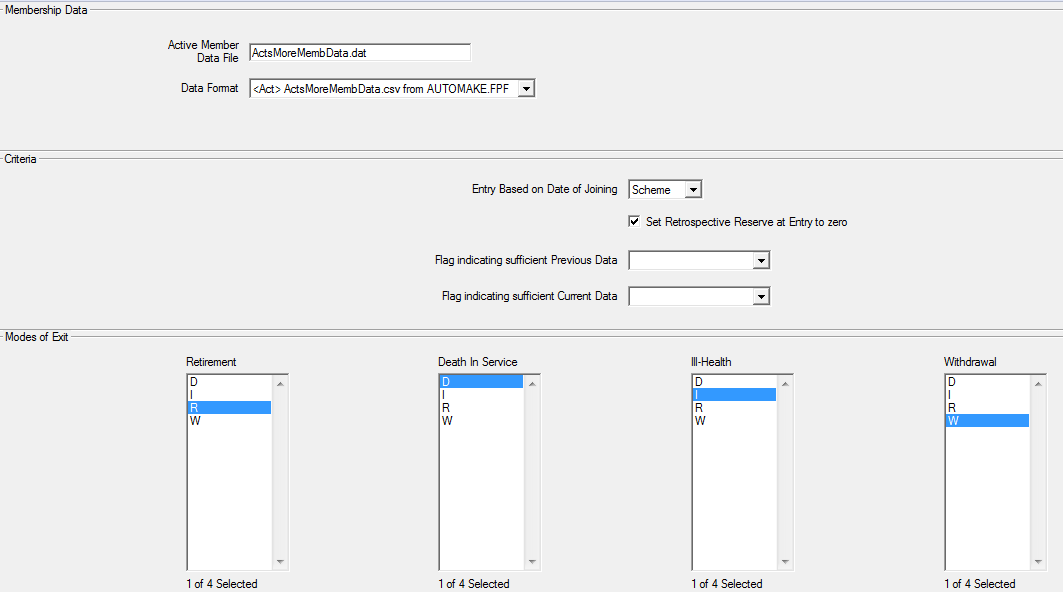 Membership Data
Active Member
Data File
ActsMoreMembData.dat
Data Format
<Act> ActsMoreMembData.csv from AUTOMAKE.FPF
Criteria
Entry Based on Date of Joining
Scheme
Set Retrospective Reserve at Entry to zero
Flag indicating sufficient Previous Data
Flag indicating sufficient Current Data
Modes of Exit
Retirement
D
I
R
W
1 of 4 Selected
Death In Service
D
I
R
W
1 of 4 Selected
Ill-Health
D
I
R
W
1 of 4 Selected
Withdrawal
D
I
R
W
1 of 4 Selected